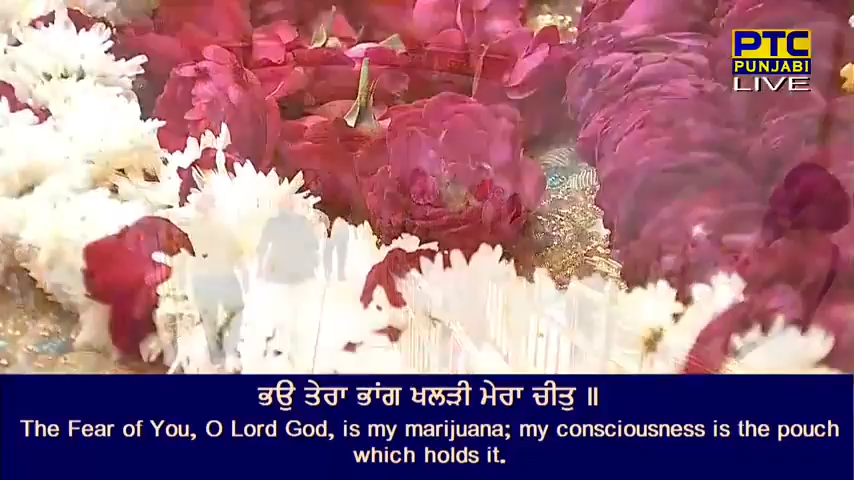 PTC
PUNJABI
LIVE
ਭਉ ਤੇਰਾ ਭਾਂਗ ਖਲੜੀ ਮੇਰਾ ਚੀਤੁ ॥
The Fear of You, O Lord God, is my marijuana; my consciousness is the pouch
which holds it.